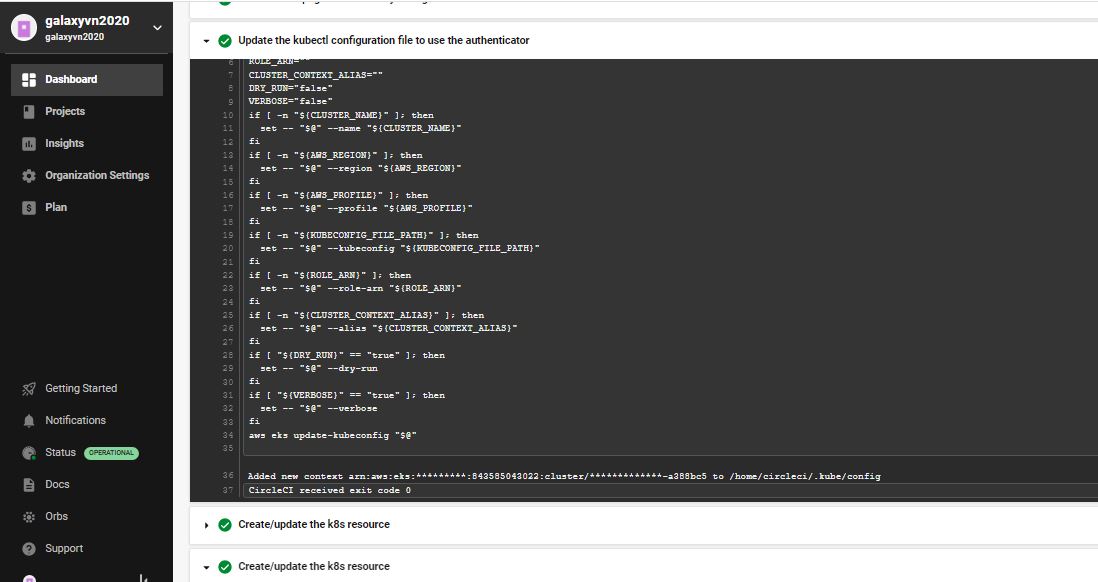 galaxyvn2020
galaxyvn2020
Dashboard
Projects
Insights
Organization Settings
Plan
Getting Started
Notifications
Status OPERATIONAL
Docs
Orbs
Support
Update the kubectl configuration file to use the authenticator
6 ROLE_ARN=""
7 CLUSTER_CONTEXT_ALIAS=""
8 DRY_RUN="false"
9 VERBOSE="false"
10 if [ -n "${CLUSTER_NAME}" ]; then
11 set -- "$@" --name "${CLUSTER_NAME}"
12 fi
13 if [ -n "${AWS_REGION}" ]; then
14 set -- "$@" --region "${AWS_REGION}"
15 fi
16 if [ -n "${AWS_PROFILE}" ]; then
17 set -- "$@" --profile "${AWS_PROFILE}"
18 fi
19 if [ -n "${KUBECONFIG_FILE_PATH}" ]; then
20 set -- "$@" --kubeconfig "${KUBECONFIG_FILE_PATH}"
21 fi
22 if [ -n "${ROLE_ARN}" ]; then
23 set -- "$@" --role-arn "${ROLE_ARN}"
24 fi
25 if [ -n "${CLUSTER_CONTEXT_ALIAS}" ]; then
26 set -- "$@" --alias "${CLUSTER_CONTEXT_ALIAS}"
27 fi
28 if [ "${DRY_RUN}" == "true" ]; then
29 set -- "$@" --dry-run
30 fi
31 if [ "${VERBOSE}" == "true" ]; then
32 set -- "$@" --verbose
33 fi
34 aws eks update-kubeconfig "$@"
35
36 Added new context arn:aws:eks:*********:843585043022:cluster/*************-a388bc5 to /home/circleci/.kube/config
37 CircleCI received exit code 0
Create/update the k8s resource
Create/update the k8s resource